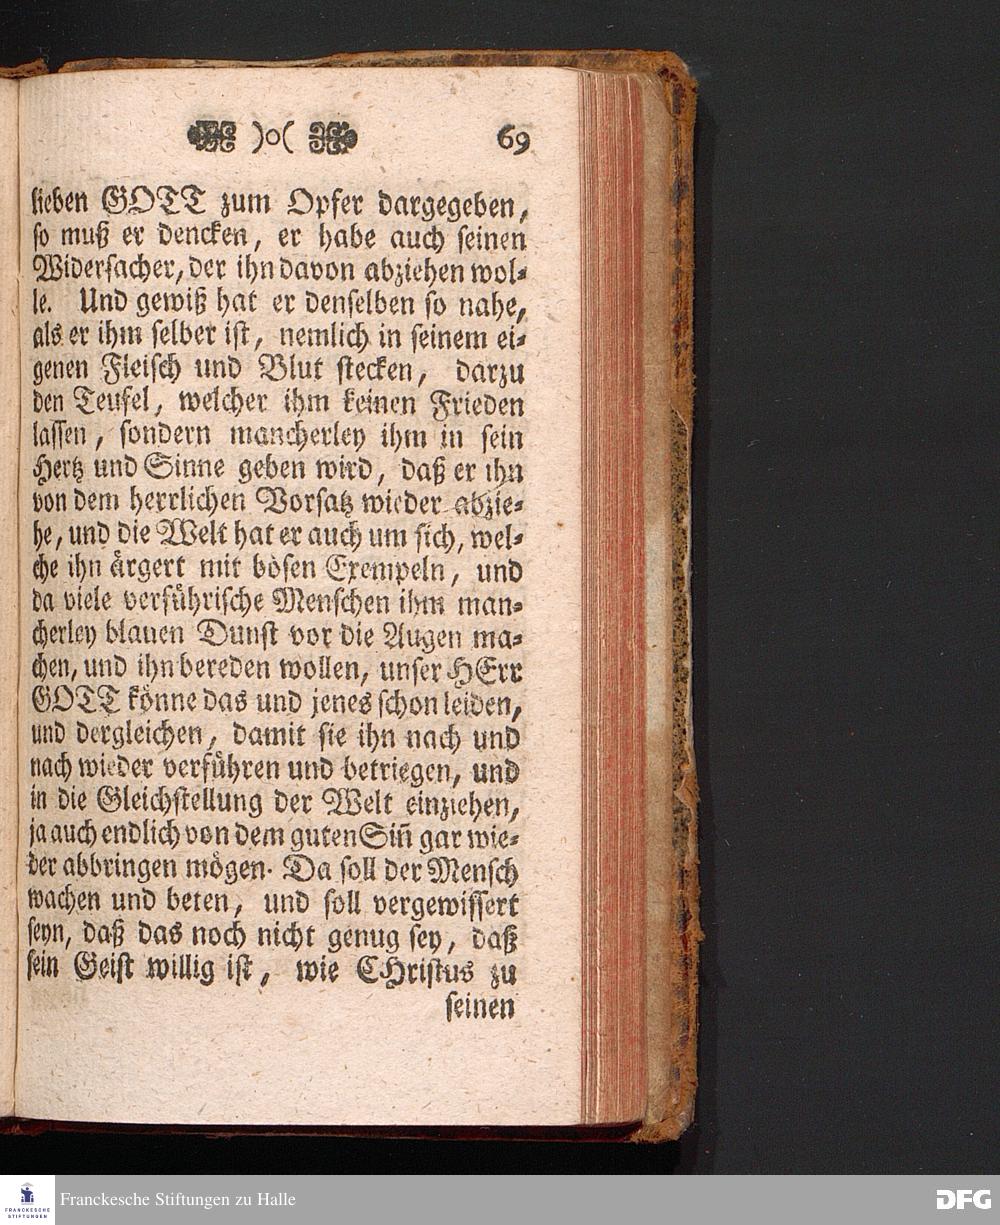 )o( 69
lieben GOTT zum Opfer dargegeben,
so muß er dencken, er habe auch seinen
Widersacher, der ihn davon abziehen wol-
le. Und gewiß hat er denselben so nahe,
als er ihm selber ist, nemlich in seinem ei-
genen Fleisch und Blut stecken, darzu
den Teufel, welcher ihm keinen Frieden
lassen, sondern mancherley ihm in sein
Hertz und Sinne geben wird, daß er ihn
von dem herrlichen Vorsatz wieder abzie-
he, und die Welt hat er auch um sich, wel-
che ihn ärgert mit bösen Exempeln, und
da viele verführische Menschen ihm man-
cherley blauen Dunst vor die Augen ma-
chen, und ihn bereden wollen, unser HErr
GOTT könne das und jenes schon leiden,
und dergleichen, damit sie ihn nach und
nach wieder verführen und betriegen, und
in die Gleichstellung der Welt einziehen,
ja auch endlich von dem guten Sin̄ gar wie-
der abbringen mögen. Da soll der Mensch
wachen und beten, und soll vergewissert
seyn, daß das noch nicht genug sey, daß
sein Geist willig ist, wie CHristus zu
seinen
FRANCKESCHE
STIFTUNGEN
Franckesche Stiftungen zu Halle
DFG